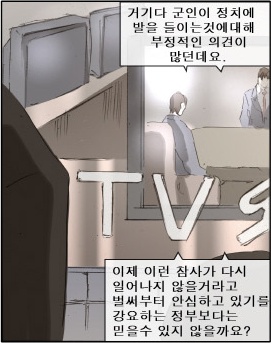 거기다 군인이 정치에
발을 들이는것에대해
부정적인 의견이
많던데요.
TV
이제 이런 참사가 다시
일어나지 않을거라고
벌써부터 안심하고 있기를
강요하는 정부보다는
믿을수 있지 않을까요?